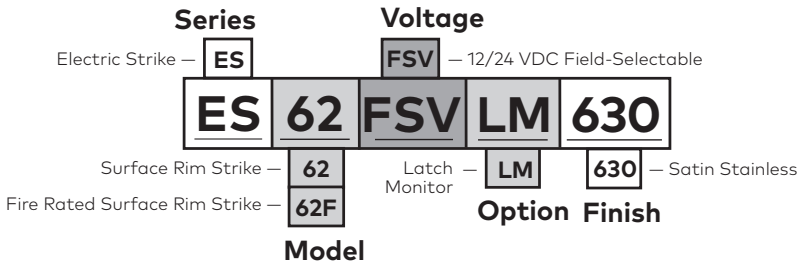 Series
Voltage
Electric Strike — ES
FSV — 12/24 VDC Field-Selectable
ES 62 FSV LM 630
Surface Rim Strike — 62
Latch Monitor — LM
630 — Satin Stainless
Fire Rated Surface Rim Strike — 62F
Option
Finish
Model